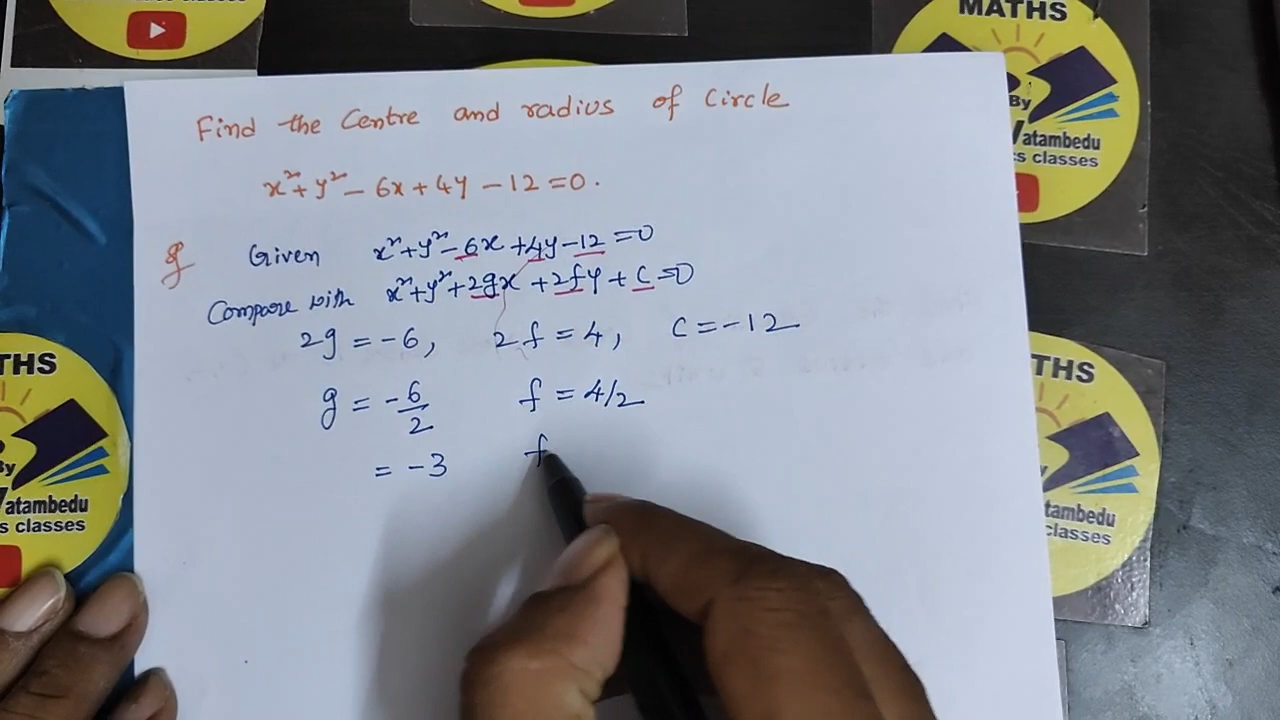 MATHS
By
Vatambedu
s classes
Find the Centre and radius of Circle
x²+y²-6x+4y-12=0.
Given x²+y²-6x+4y-12=0
Compare with x²+y²+2gx+2fy+c=0
2g=-6, 2f=4, c=-12
g=-6/2 f=4/2
=-3 f
THS
By
Vatambedu
s classes
THS
tambedu
classes